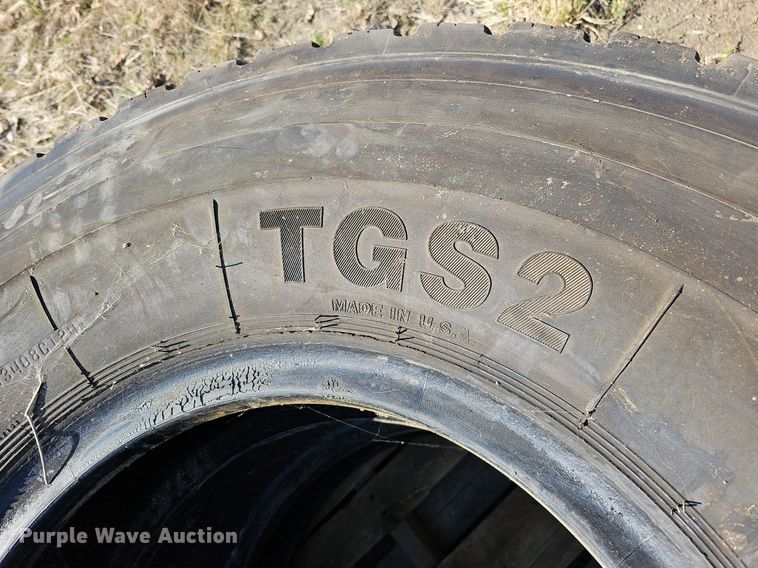 TGS2
MADE IN U.S.A.
Purple Wave Auction